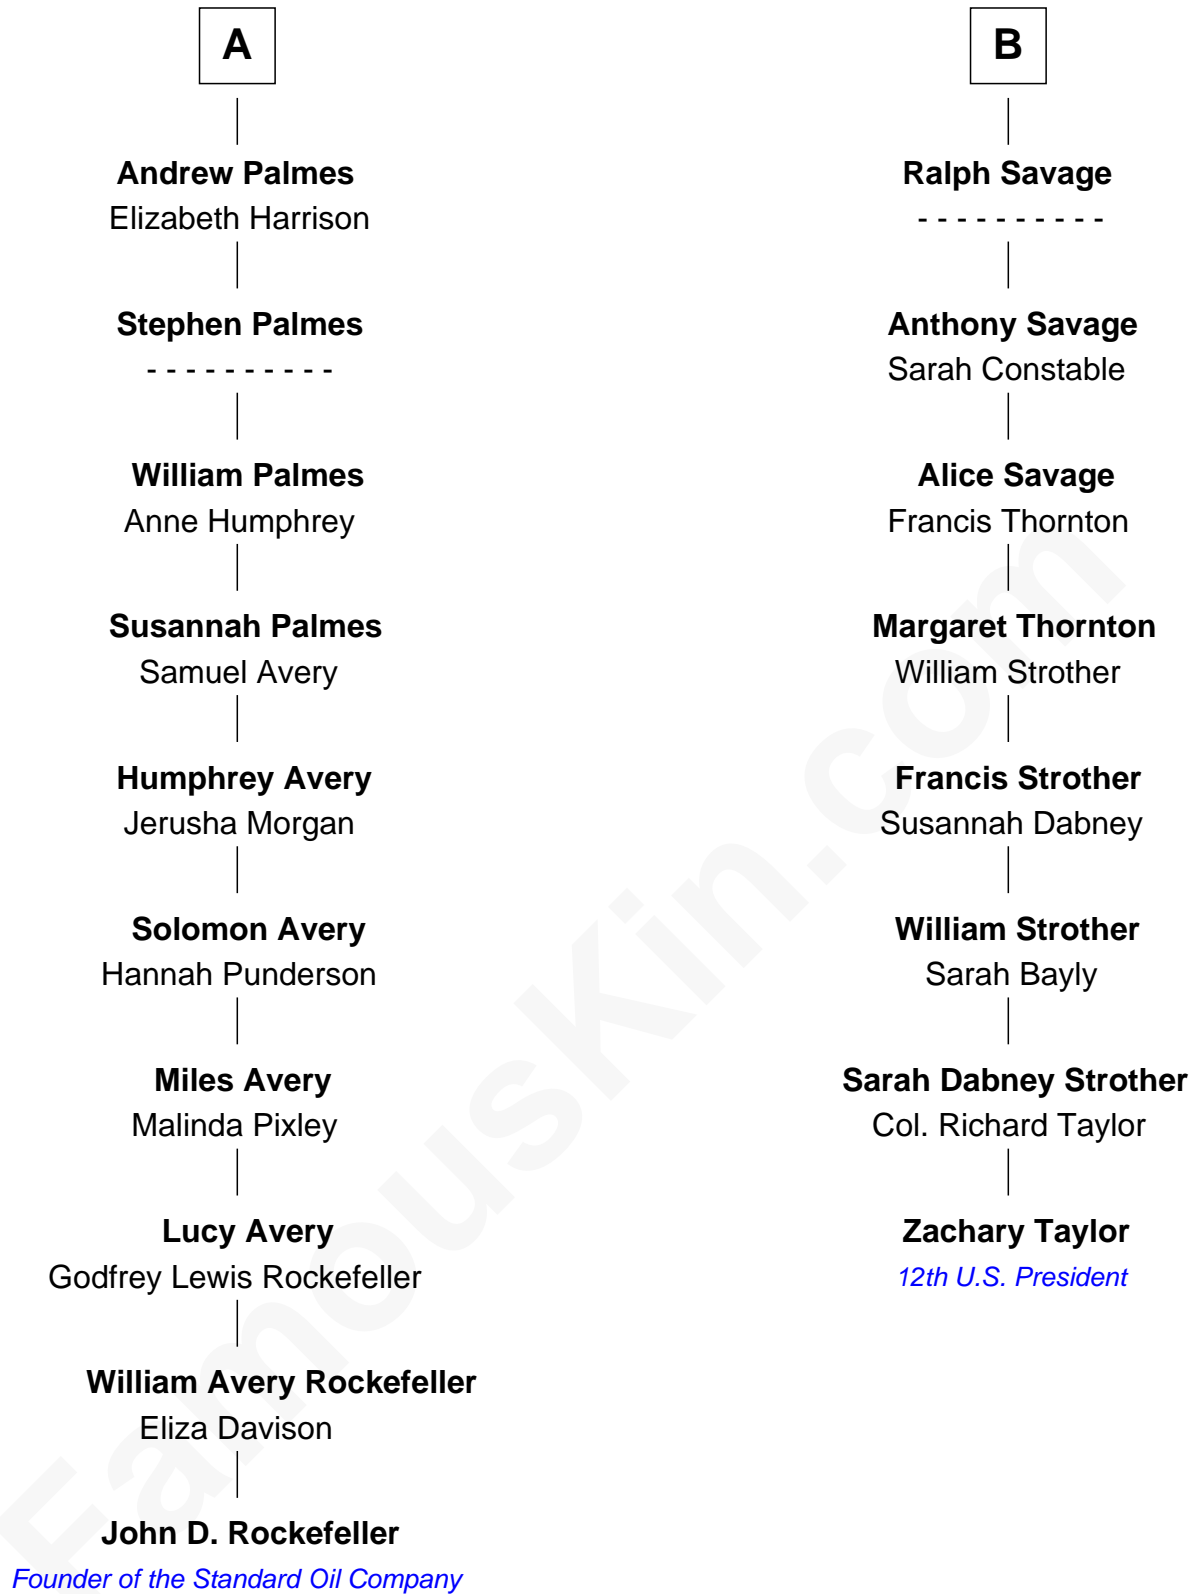 A
Andrew Palmes
Elizabeth Harrison
Stephen Palmes
- - - - - - - - - -
William Palmes
Anne Humphrey
Susannah Palmes
Samuel Avery
Humphrey Avery
Jerusha Morgan
Solomon Avery
Hannah Punderson
Miles Avery
Malinda Pixley
Lucy Avery
Godfrey Lewis Rockefeller
William Avery Rockefeller
Eliza Davison
John D. Rockefeller
Founder of the Standard Oil Company
B
Ralph Savage
- - - - - - - - - -
Anthony Savage
Sarah Constable
Alice Savage
Francis Thornton
Margaret Thornton
William Strother
Francis Strother
Susannah Dabney
William Strother
Sarah Bayly
Sarah Dabney Strother
Col. Richard Taylor
Zachary Taylor
12th U.S. President
FamousKin.com